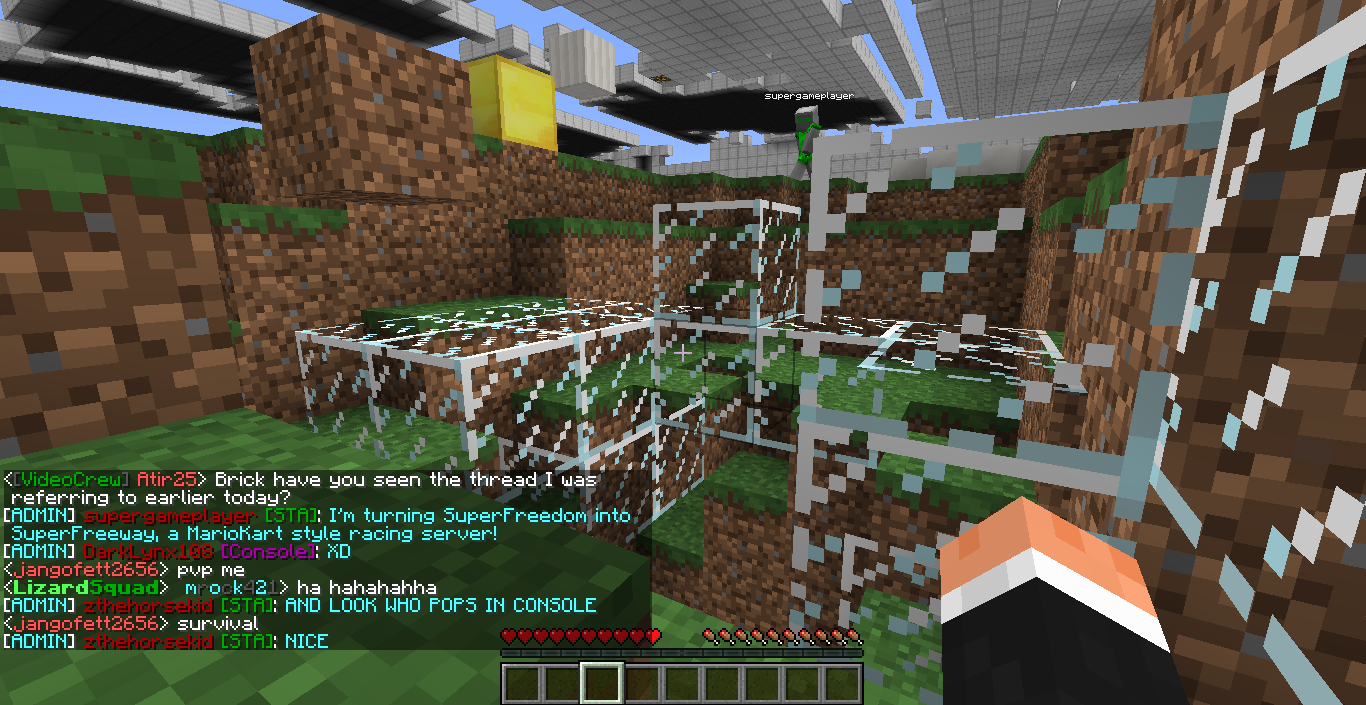 supergameplayer
<[VideoCrew] Atir25> Brick have you seen the thread I was
referring to earlier today?
[ADMIN] supergameplayer [STA]: I'm turning SuperFreedom into
SuperFreeway, a MarioKart style racing server!
[ADMIN] DarkLynx108 [Console]: XD
<jangofett2656> pvp me
<LizardSquad> mrock421> ha hahahahha
[ADMIN] zthehorsekid [STA]: AND LOOK WHO POPS IN CONSOLE
<jangofett2656> survival
[ADMIN] zthehorsekid [STA]: NICE